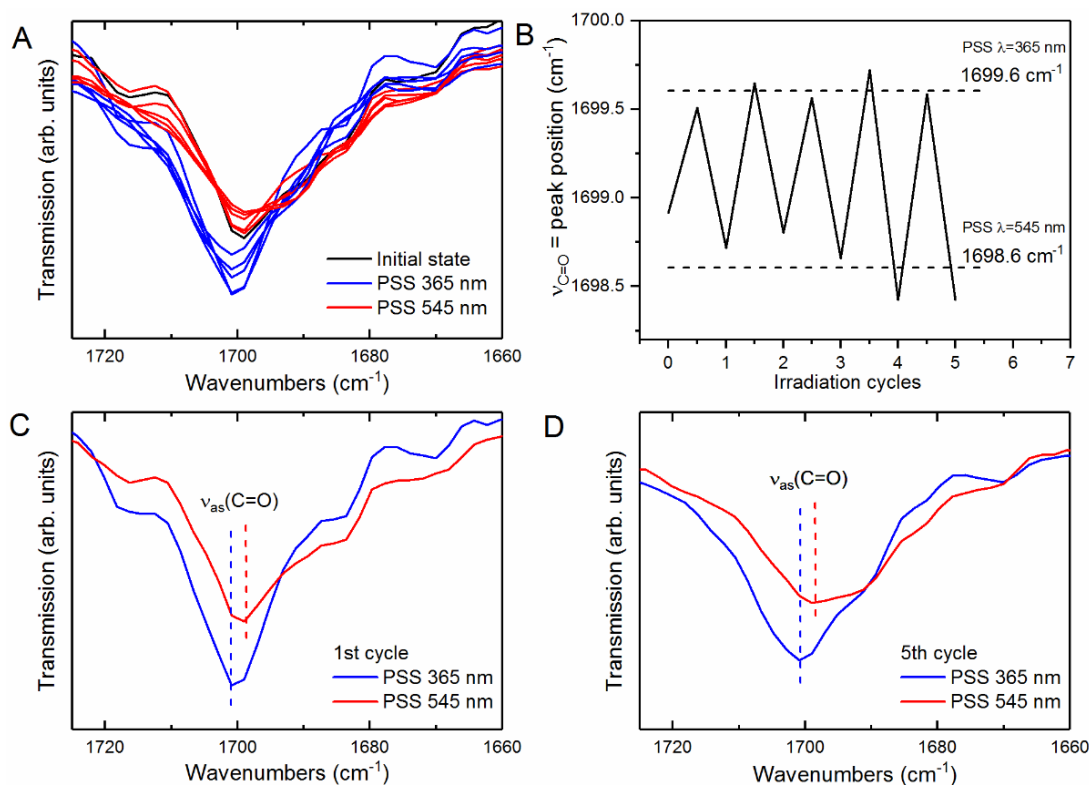 A
Transmission (arb. units)
Initial state
PSS 365 nm
PSS 545 nm
1720 1700 1680 1660
Wavenumbers (cm⁻¹)
B
ν_C=O = peak position (cm⁻¹)
1700.0
1699.5
1699.0
1698.5
PSS λ=365 nm
1699.6 cm⁻¹
PSS λ=545 nm
1698.6 cm⁻¹
0 1 2 3 4 5 6 7
Irradiation cycles
C
Transmission (arb. units)
ν_as(C=O)
1st cycle
PSS 365 nm
PSS 545 nm
1720 1700 1680 1660
Wavenumbers (cm⁻¹)
D
Transmission (arb. units)
ν_as(C=O)
5th cycle
PSS 365 nm
PSS 545 nm
1720 1700 1680 1660
Wavenumbers (cm⁻¹)